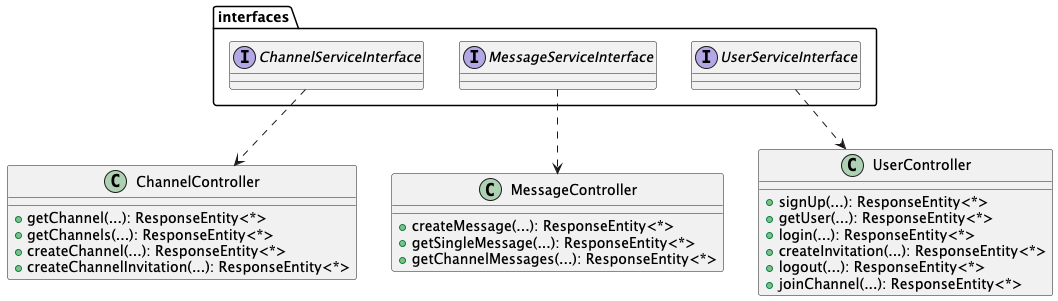 interfaces
I ChannelServiceInterface
I MessageServiceInterface
I UserServiceInterface
C ChannelController
getChannel(...): ResponseEntity<*>
getChannels(...): ResponseEntity<*>
createChannel(...): ResponseEntity<*>
createChannelInvitation(...): ResponseEntity<*>
C MessageController
createMessage(...): ResponseEntity<*>
getSingleMessage(...): ResponseEntity<*>
getChannelMessages(...): ResponseEntity<*>
C UserController
signUp(...): ResponseEntity<*>
getUser(...): ResponseEntity<*>
login(...): ResponseEntity<*>
createInvitation(...): ResponseEntity<*>
logout(...): ResponseEntity<*>
joinChannel(...): ResponseEntity<*>